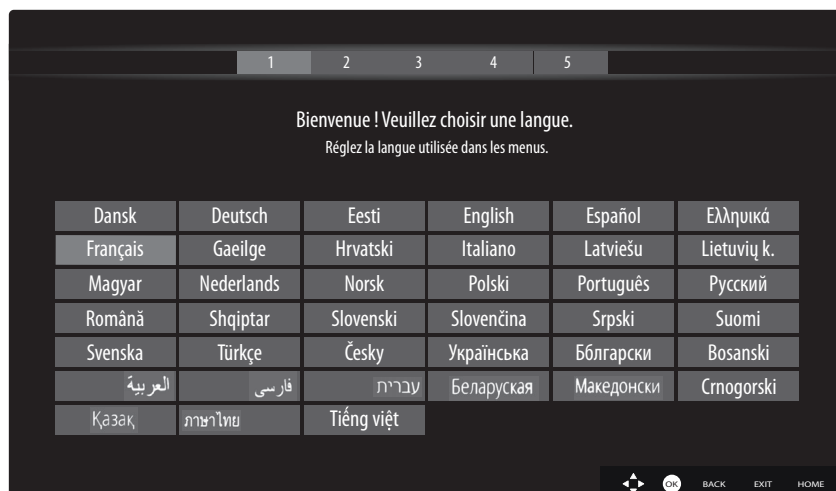 1 2 3 4 5
Bienvenue ! Veuillez choisir une langue.
Réglez la langue utilisée dans les menus.
Dansk Deutsch Eesti English Español Ελληυικά
Français Gaeilge Hrvatski Italiano Latviešu Lietuvių k.
Magyar Nederlands Norsk Polski Português Русский
Română Shqiptar Slovenski Slovenčina Srpski Suomi
Svenska Türkçe Česky Українська Бблгарски Bosanski
العربية فارسی עברית Беларуская Македонски Crnogorski
Қазақ ภาษาไทย Tiếng việt
OK BACK EXIT HOME